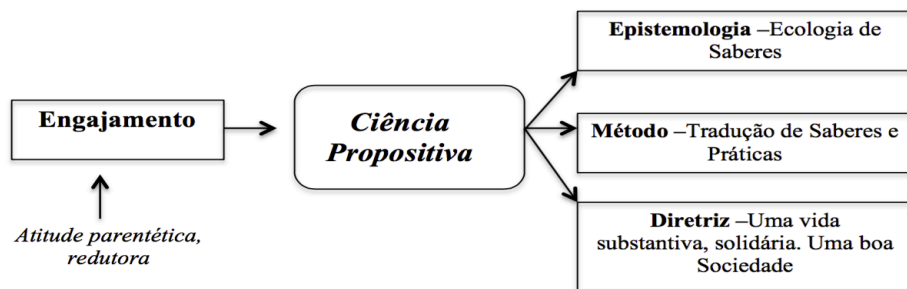 Epistemologia –Ecologia de
Saberes
Engajamento
Ciência
Propositiva
Método –Tradução de Saberes e
Práticas
Atitude parentética,
redutora
Diretriz –Uma vida
substantiva, solidária. Uma boa
Sociedade